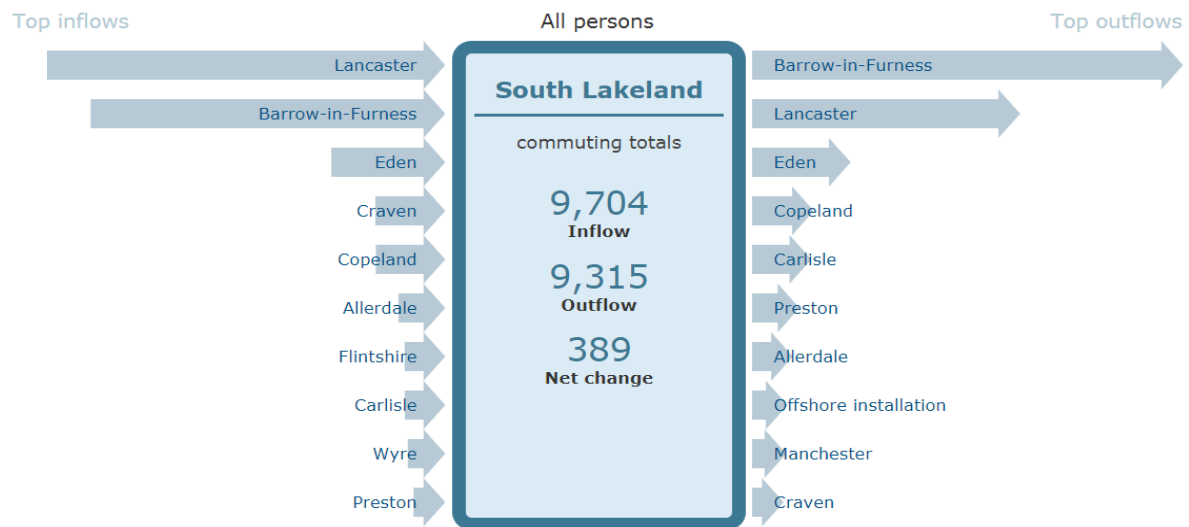 Top inflows
All persons
Top outflows
Lancaster
Barrow-in-Furness
Eden
Craven
Copeland
Allerdale
Flintshire
Carlisle
Wyre
Preston
South Lakeland
commuting totals
9,704
Inflow
9,315
Outflow
389
Net change
Barrow-in-Furness
Lancaster
Eden
Copeland
Carlisle
Preston
Allerdale
Offshore installation
Manchester
Craven